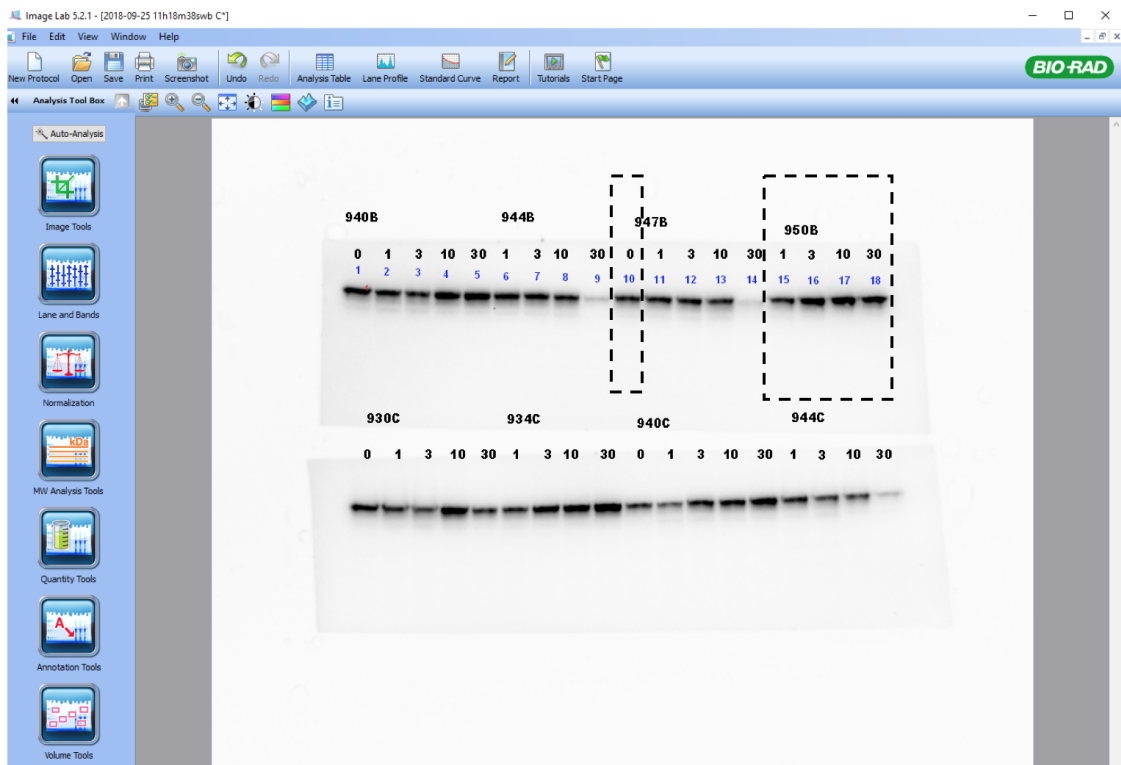 Image Lab 5.2.1 - [2018-09-25 11h18m38swb C*]
File Edit View Window Help
New Protocol Open Save Print Screenshot Undo Redo Analysis Table Lane Profile Standard Curve Report Tutorials Start Page
BIO-RAD
Analysis Tool Box
Auto-Analysis
Image Tools
Lane and Bands
Normalization
kDa
MW Analysis Tools
Quantity Tools
A
Annotation Tools
Volume Tools
940B 944B 947B 950B
0 1 3 10 30 1 3 10 30 0 1 3 10 30 1 3 10 30
1 2 3 4 5 6 7 8 9 10 11 12 13 14 15 16 17 18
930C 934C 940C 944C
0 1 3 10 30 1 3 10 30 0 1 3 10 30 1 3 10 30